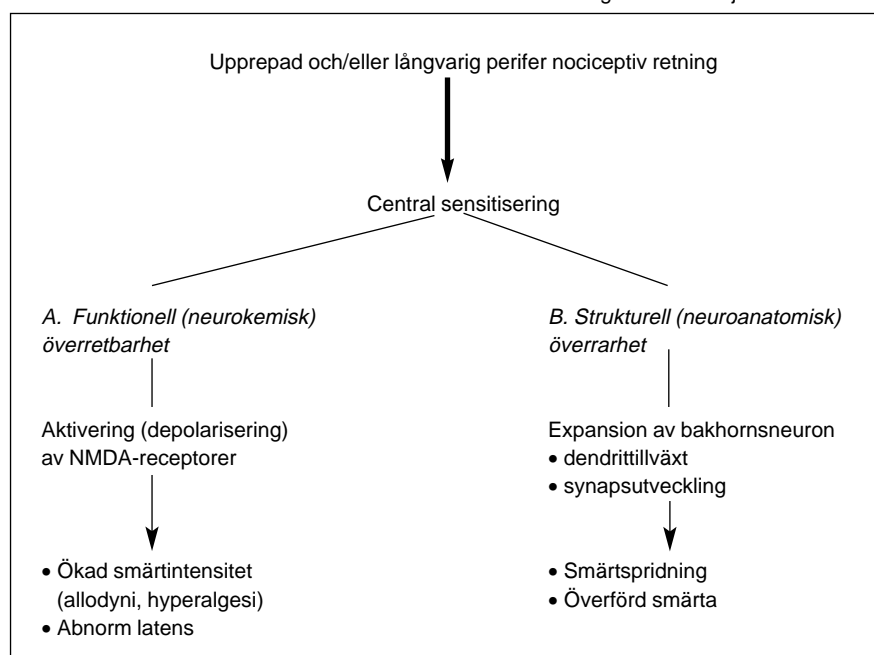 Upprepad och/eller långvarig perifer nociceptiv retning
Central sensitisering
A. Funktionell (neurokemisk)
överretbarhet
Aktivering (depolarisering)
av NMDA-receptorer
• Ökad smärtintensitet
(allodyni, hyperalgesi)
• Abnorm latens
B. Strukturell (neuroanatomisk)
överrarhet
Expansion av bakhornsneuron
• dendrittillväxt
• synapsutveckling
• Smärtspridning
• Överförd smärta